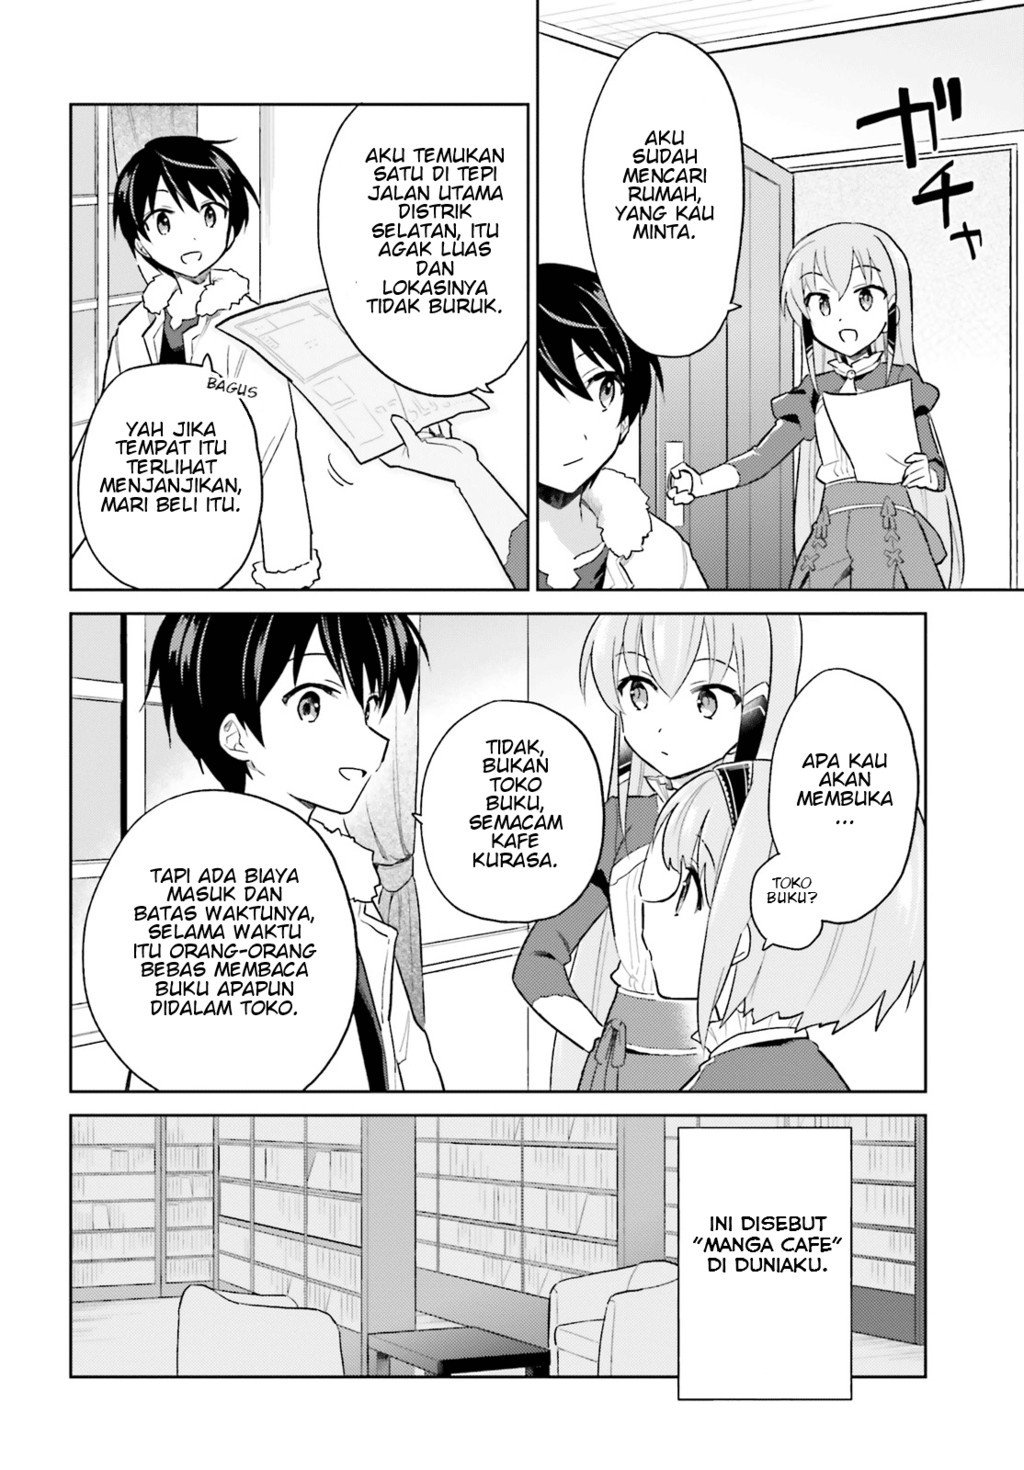 AKU
SUDAH
MENCARI
RUMAH,
YANG KAU
MINTA.
ガチャ
AKU TEMUKAN
SATU DI TEPI
JALAN UTAMA
DISTRIK
SELATAN, ITU
AGAK LUAS
DAN
LOKASINYA
TIDAK BURUK.
BAGUS
YAH JIKA
TEMPAT ITU
TERLIHAT
MENJANJIKAN,
MARI BELI ITU.
APA KAU
AKAN
MEMBUKA
...
TOKO
BUKU?
TIDAK,
BUKAN
TOKO
BUKU,
SEMACAM
KAFE
KURASA.
TAPI ADA BIAYA
MASUK DAN
BATAS WAKTUNYA,
SELAMA WAKTU
ITU ORANG-ORANG
BEBAS MEMBACA
BUKU APAPUN
DIDALAM TOKO.
INI DISEBUT
"MANGA CAFE"
DI DUNIAKU.